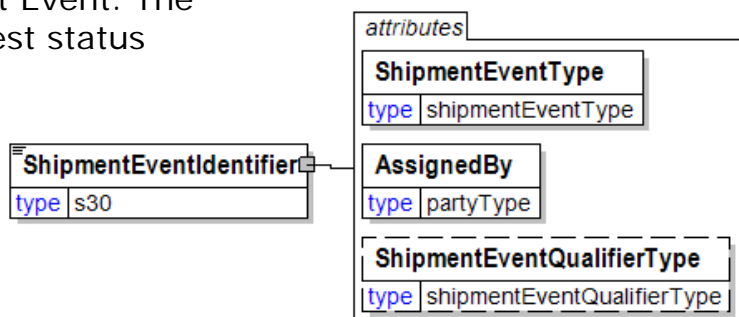 t Event. The
est status
attributes
ShipmentEventType
type shipmentEventType
ShipmentEventIdentifier
type s30
AssignedBy
type partyType
ShipmentEventQualifierType
type shipmentEventQualifierType